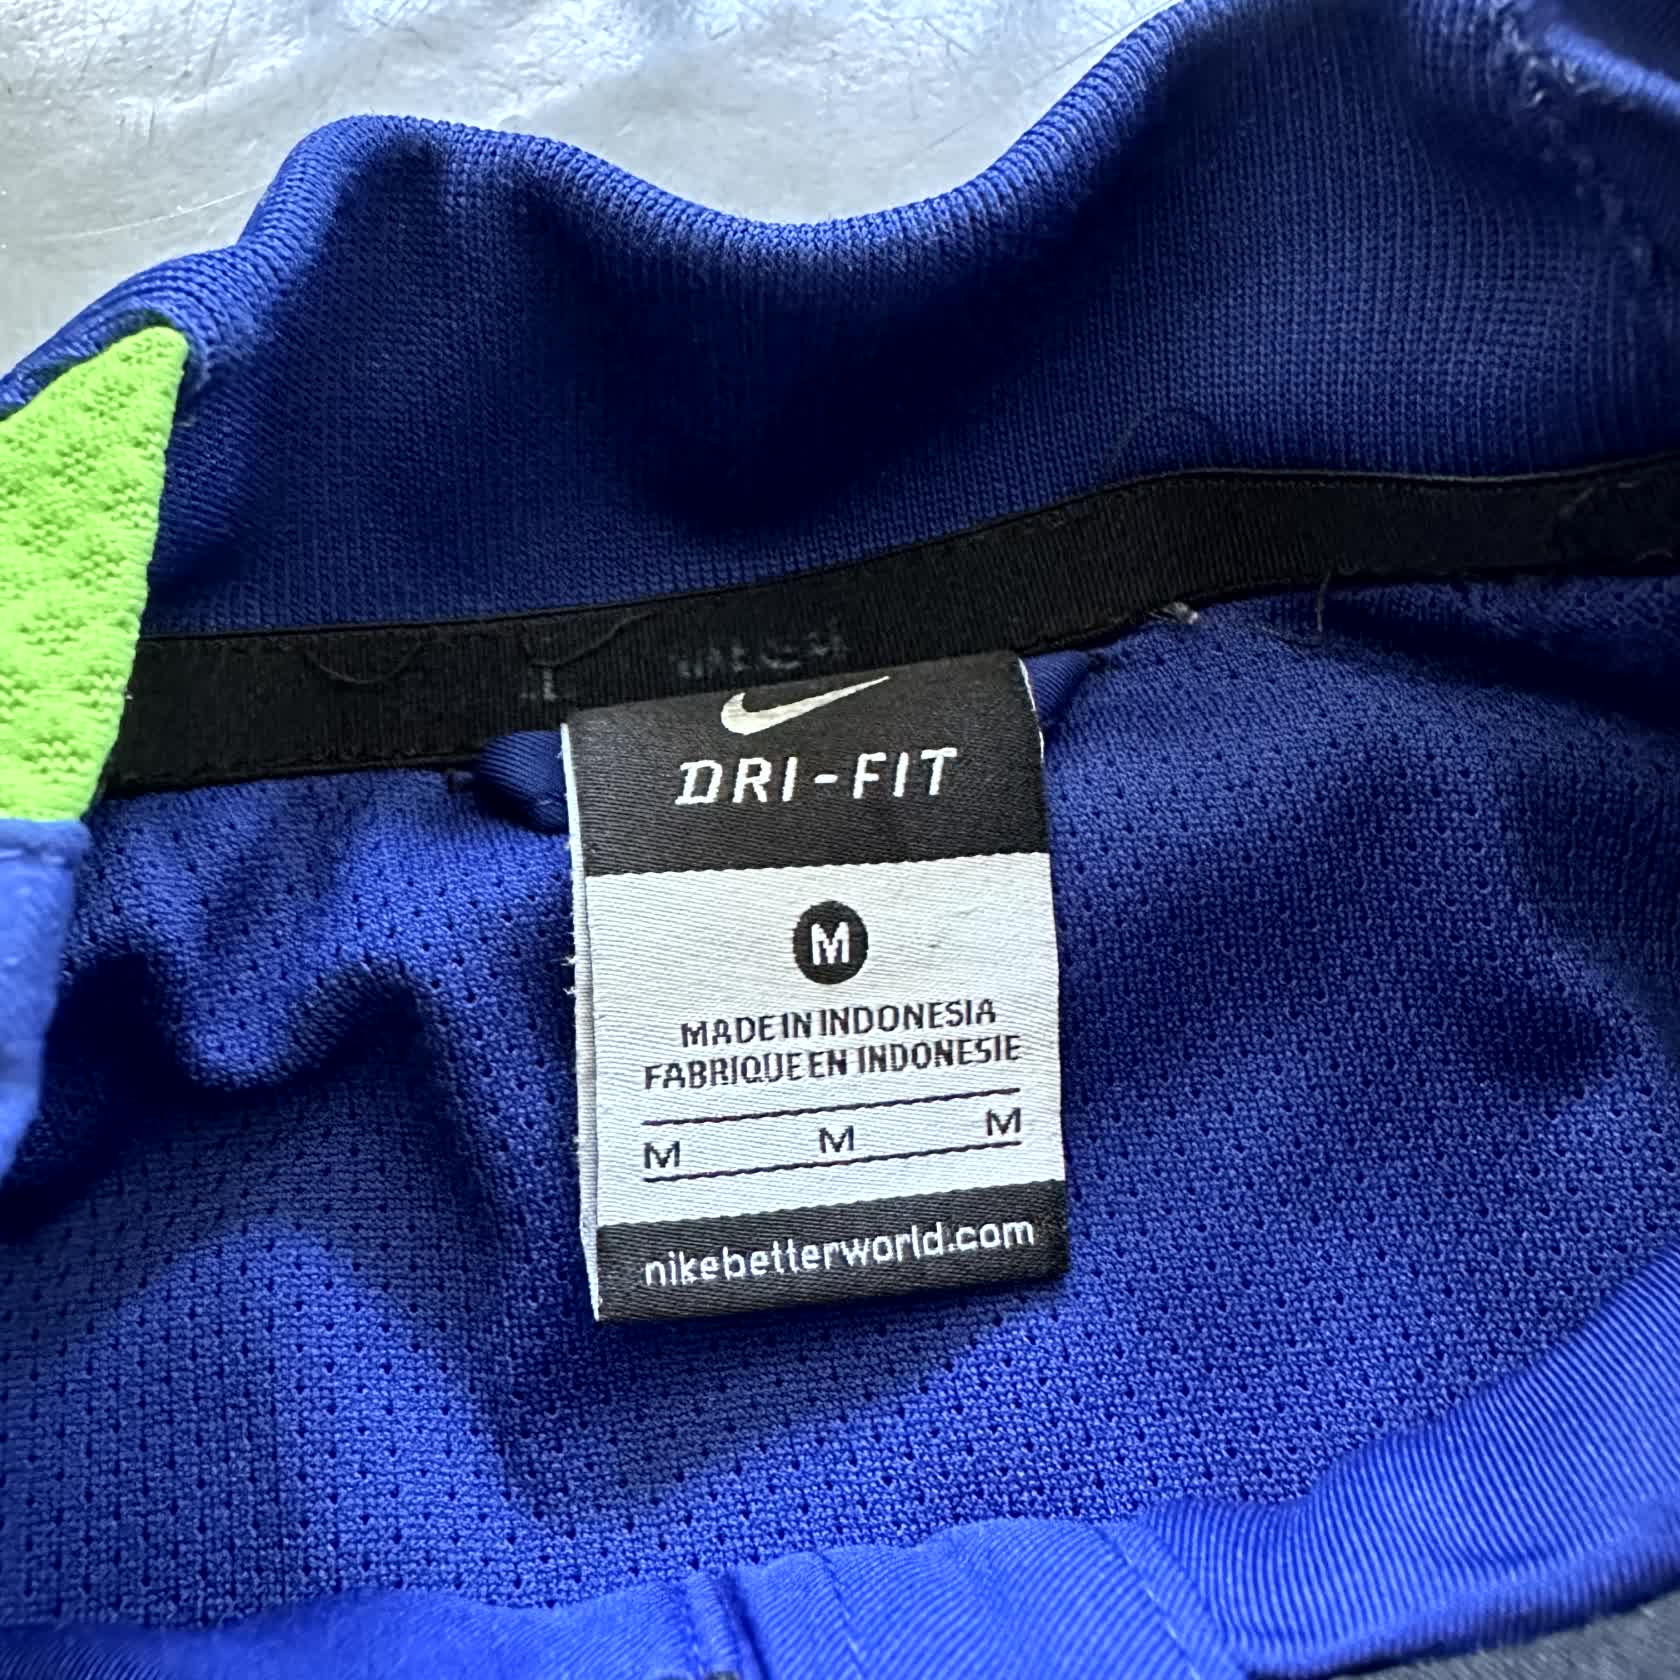 DRI-FIT
M
MADE IN INDONESIA
FABRIQUE EN INDONESIE
M M M
nikebetterworld.com